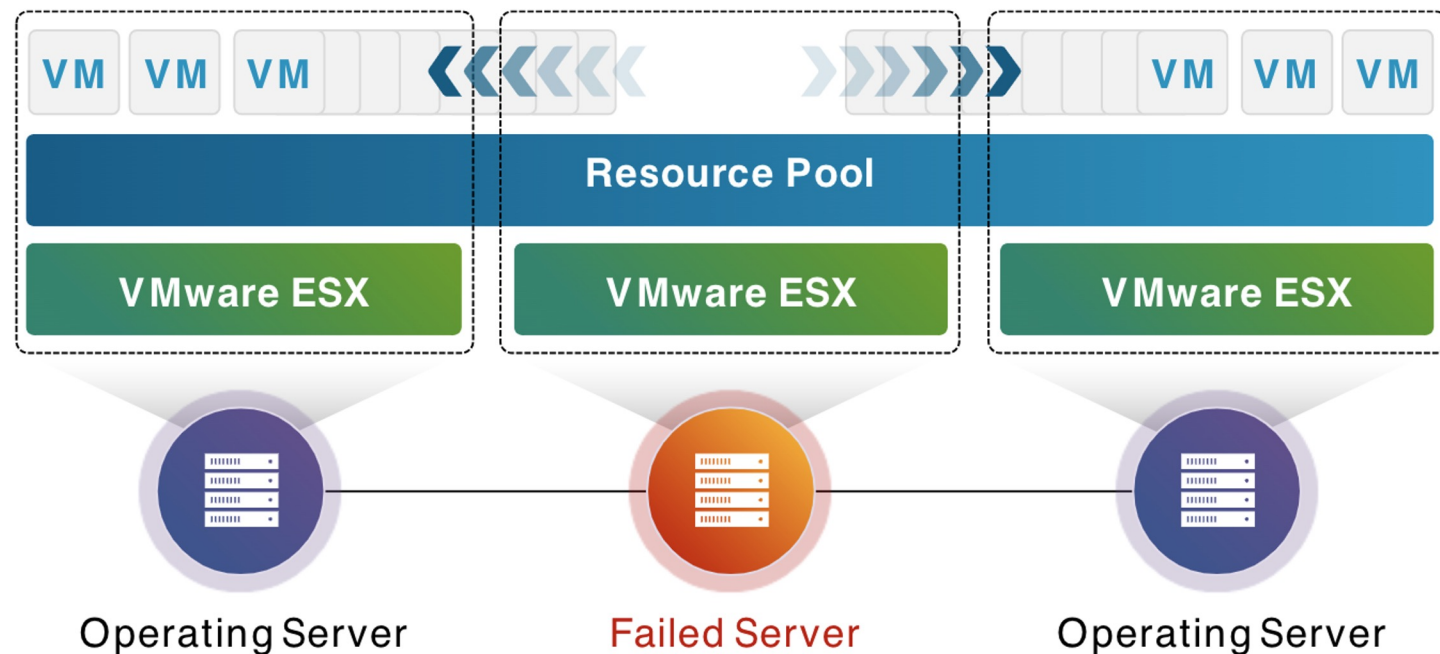 VM VM VM VM VM VM
Resource Pool
VMware ESX VMware ESX VMware ESX
Operating Server Failed Server Operating Server